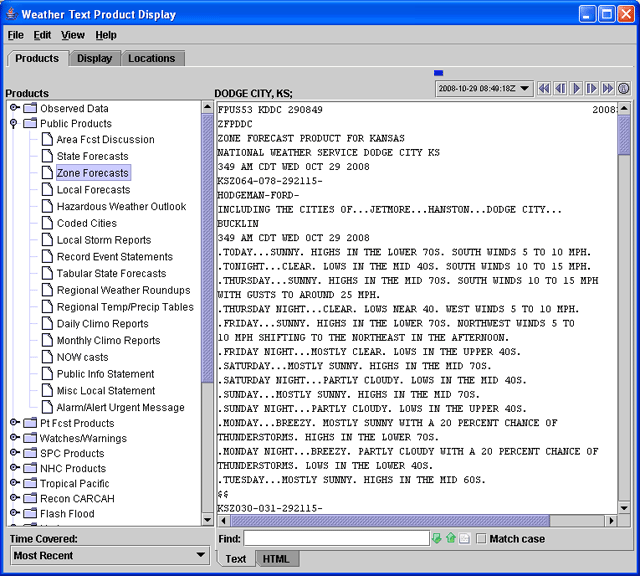 Weather Text Product Display
File Edit View Help
Products Display Locations
Products
Observed Data
Public Products
Area Fcst Discussion
State Forecasts
Zone Forecasts
Local Forecasts
Hazardous Weather Outlook
Coded Cities
Local Storm Reports
Record Event Statements
Tabular State Forecasts
Regional Weather Roundups
Regional Temp/Precip Tables
Daily Climo Reports
Monthly Climo Reports
NOW casts
Public Info Statement
Misc Local Statement
Alarm/Alert Urgent Message
Pt Fcst Products
Watches/Warnings
SPC Products
NHC Products
Tropical Pacific
Recon CARCAH
Flash Flood
Time Covered:
Most Recent
DODGE CITY, KS;
2008-10-29 08:49:18Z
FPUS53 KDDC 290849 2008
ZFPDDC
ZONE FORECAST PRODUCT FOR KANSAS
NATIONAL WEATHER SERVICE DODGE CITY KS
349 AM CDT WED OCT 29 2008
KSZ064-078-292115-
HODGEMAN-FORD-
INCLUDING THE CITIES OF...JETMORE...HANSTON...DODGE CITY...
BUCKLIN
349 AM CDT WED OCT 29 2008
.TODAY...SUNNY. HIGHS IN THE LOWER 70S. SOUTH WINDS 5 TO 10 MPH.
.TONIGHT...CLEAR. LOWS IN THE MID 40S. SOUTH WINDS 10 TO 15 MPH.
.THURSDAY...SUNNY. HIGHS IN THE MID 70S. SOUTH WINDS 10 TO 15 MPH
WITH GUSTS TO AROUND 25 MPH.
.THURSDAY NIGHT...CLEAR. LOWS NEAR 40. WEST WINDS 5 TO 10 MPH.
.FRIDAY...SUNNY. HIGHS IN THE LOWER 70S. NORTHWEST WINDS 5 TO
10 MPH SHIFTING TO THE NORTHEAST IN THE AFTERNOON.
.FRIDAY NIGHT...MOSTLY CLEAR. LOWS IN THE UPPER 40S.
.SATURDAY...MOSTLY SUNNY. HIGHS IN THE MID 70S.
.SATURDAY NIGHT...PARTLY CLOUDY. LOWS IN THE MID 40S.
.SUNDAY...MOSTLY SUNNY. HIGHS IN THE MID 70S.
.SUNDAY NIGHT...PARTLY CLOUDY. LOWS IN THE UPPER 40S.
.MONDAY...BREEZY. MOSTLY SUNNY WITH A 20 PERCENT CHANCE OF
THUNDERSTORMS. HIGHS IN THE LOWER 70S.
.MONDAY NIGHT...BREEZY. PARTLY CLOUDY WITH A 20 PERCENT CHANCE OF
THUNDERSTORMS. LOWS IN THE LOWER 40S.
.TUESDAY...MOSTLY SUNNY. HIGHS IN THE MID 60S.
$$
KSZ030-031-292115-
Find: Match case
Text HTML